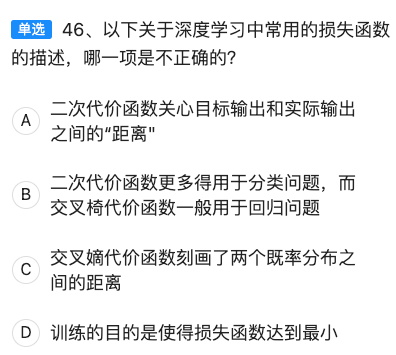 单选 46、以下关于深度学习中常用的损失函数
的描述，哪一项是不正确的?
A 二次代价函数关心目标输出和实际输出
之间的“距离"
B 二次代价函数更多得用于分类问题，而
交叉椅代价函数一般用于回归问题
C 交叉嫡代价函数刻画了两个既率分布之
间的距离
D 训练的目的是使得损失函数达到最小